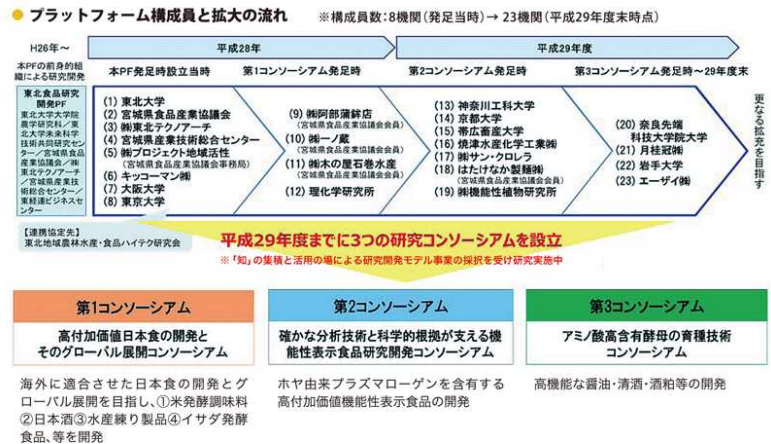 ● プラットフォーム構成員と拡大の流れ
※構成員数:8機関(発足当時)→ 23機関(平成29年度末時点)
H26年～
平成28年
平成29年度
本PFの前身的組
織による研究開発
本PF発足時設立当時
第1コンソーシアム発足時
第2コンソーシアム発足時
第3コンソーシアム発足時～29年度末
東北食品研究
開発PF
東北大学大学院
農学研究科／東
北大学未来科学
技術共同研究セン
ター／宮城県食品
産業協議会／㈱
東北テクノアーチ
／宮城県産業技
術総合センター／
東経連ビジネスセ
ンター
(1) 東北大学
(2) 宮城県食品産業協議会
(3) ㈱東北テクノアーチ
(4) 宮城県産業技術総合センター
(5) ㈱プロジェクト地域活性
(宮城県食品産業協議会事務局)
(6) キッコーマン㈱
(7) 大阪大学
(8) 東京大学
(9) ㈱阿部蒲鉾店
(宮城県食品産業協議会会員)
(10) ㈱一ノ蔵
(宮城県食品産業協議会会員)
(11) ㈱木の屋石巻水産
(宮城県食品産業協議会会員)
(12) 理化学研究所
(13) 神奈川工科大学
(14) 京都大学
(15) 帯広畜産大学
(16) 焼津水産化学工業㈱
(17) ㈱サン・クロレラ
(18) はたけなか製麺㈱
(宮城県食品産業協議会会員)
(19) ㈱機能性植物研究所
(20) 奈良先端
科技大学院大学
(21) 月桂冠㈱
(22) 岩手大学
(23) エーザイ㈱
更なる拡充を目指す
【連携協定先】
東北地域農林水産・食品ハイテク研究会
平成29年度までに3つの研究コンソーシアムを設立
※「知」の集積と活用の場による研究開発モデル事業の採択を受け研究実施中
第1コンソーシアム
高付加価値日本食の開発と
そのグローバル展開コンソーシアム
海外に適合させた日本食の開発とグ
ローバル展開を目指し、①米発酵調味料
②日本酒③水産練り製品④イサダ発酵
食品、等を開発
第2コンソーシアム
確かな分析技術と科学的根拠が支える機
能性表示食品研究開発コンソーシアム
ホヤ由来プラズマローゲンを含有する
高付加価値機能性表示食品の開発
第3コンソーシアム
アミノ酸高含有酵母の育種技術
コンソーシアム
高機能な醤油・清酒・酒粕等の開発